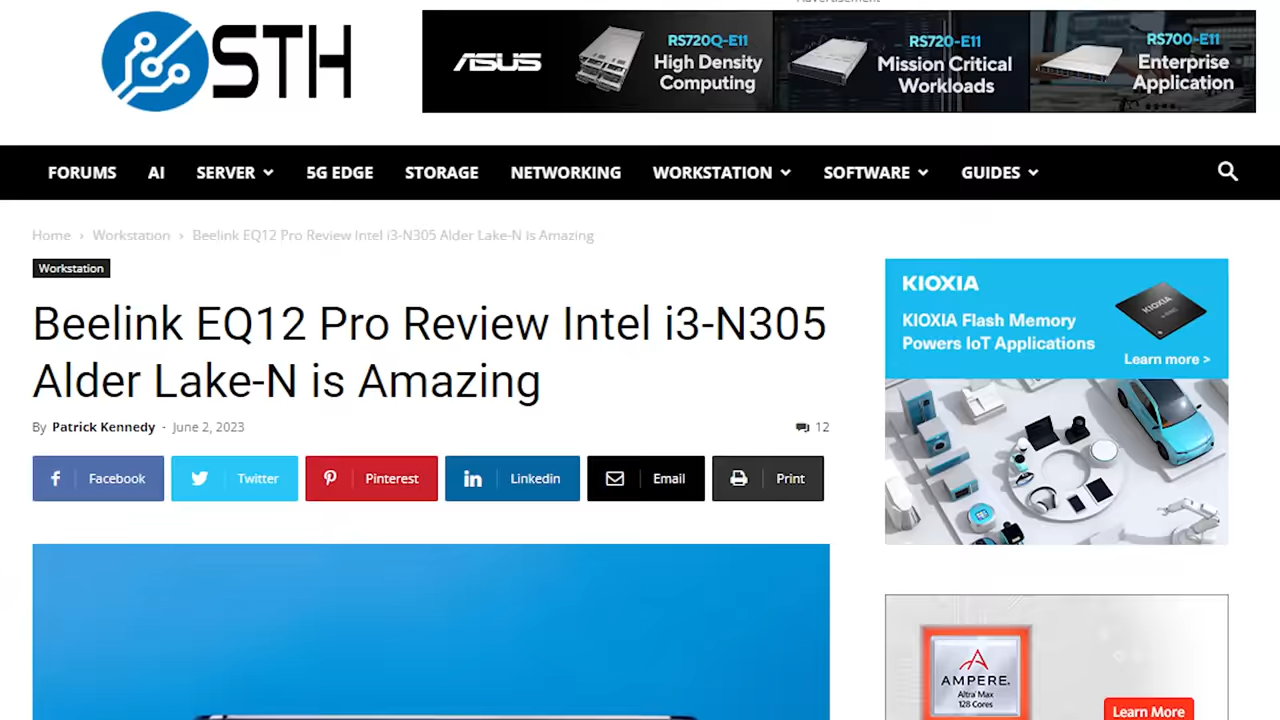 Advertisement
STH
ASUS
RS720Q-E11
High Density
Computing
RS720-E11
Mission Critical
Workloads
RS700-E11
Enterprise
Application
FORUMS AI SERVER 5G EDGE STORAGE NETWORKING WORKSTATION SOFTWARE GUIDES
Home › Workstation › Beelink EQ12 Pro Review Intel i3-N305 Alder Lake-N is Amazing
Workstation
Beelink EQ12 Pro Review Intel i3-N305
Alder Lake-N is Amazing
By Patrick Kennedy - June 2, 2023 12
Facebook Twitter Pinterest Linkedin Email Print
KIOXIA
KIOXIA Flash Memory
Powers IoT Applications
KIOXIA
Learn more >
AMPERE.
Altra Max
128 Cores
Learn More